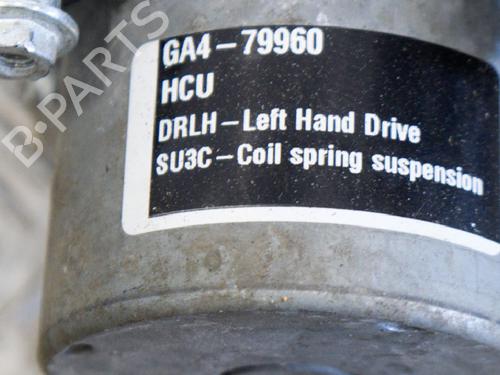 B-PARTS
GA4-79960
HCU
DRLH-Left Hand Drive
SU3C-Coil spring suspension